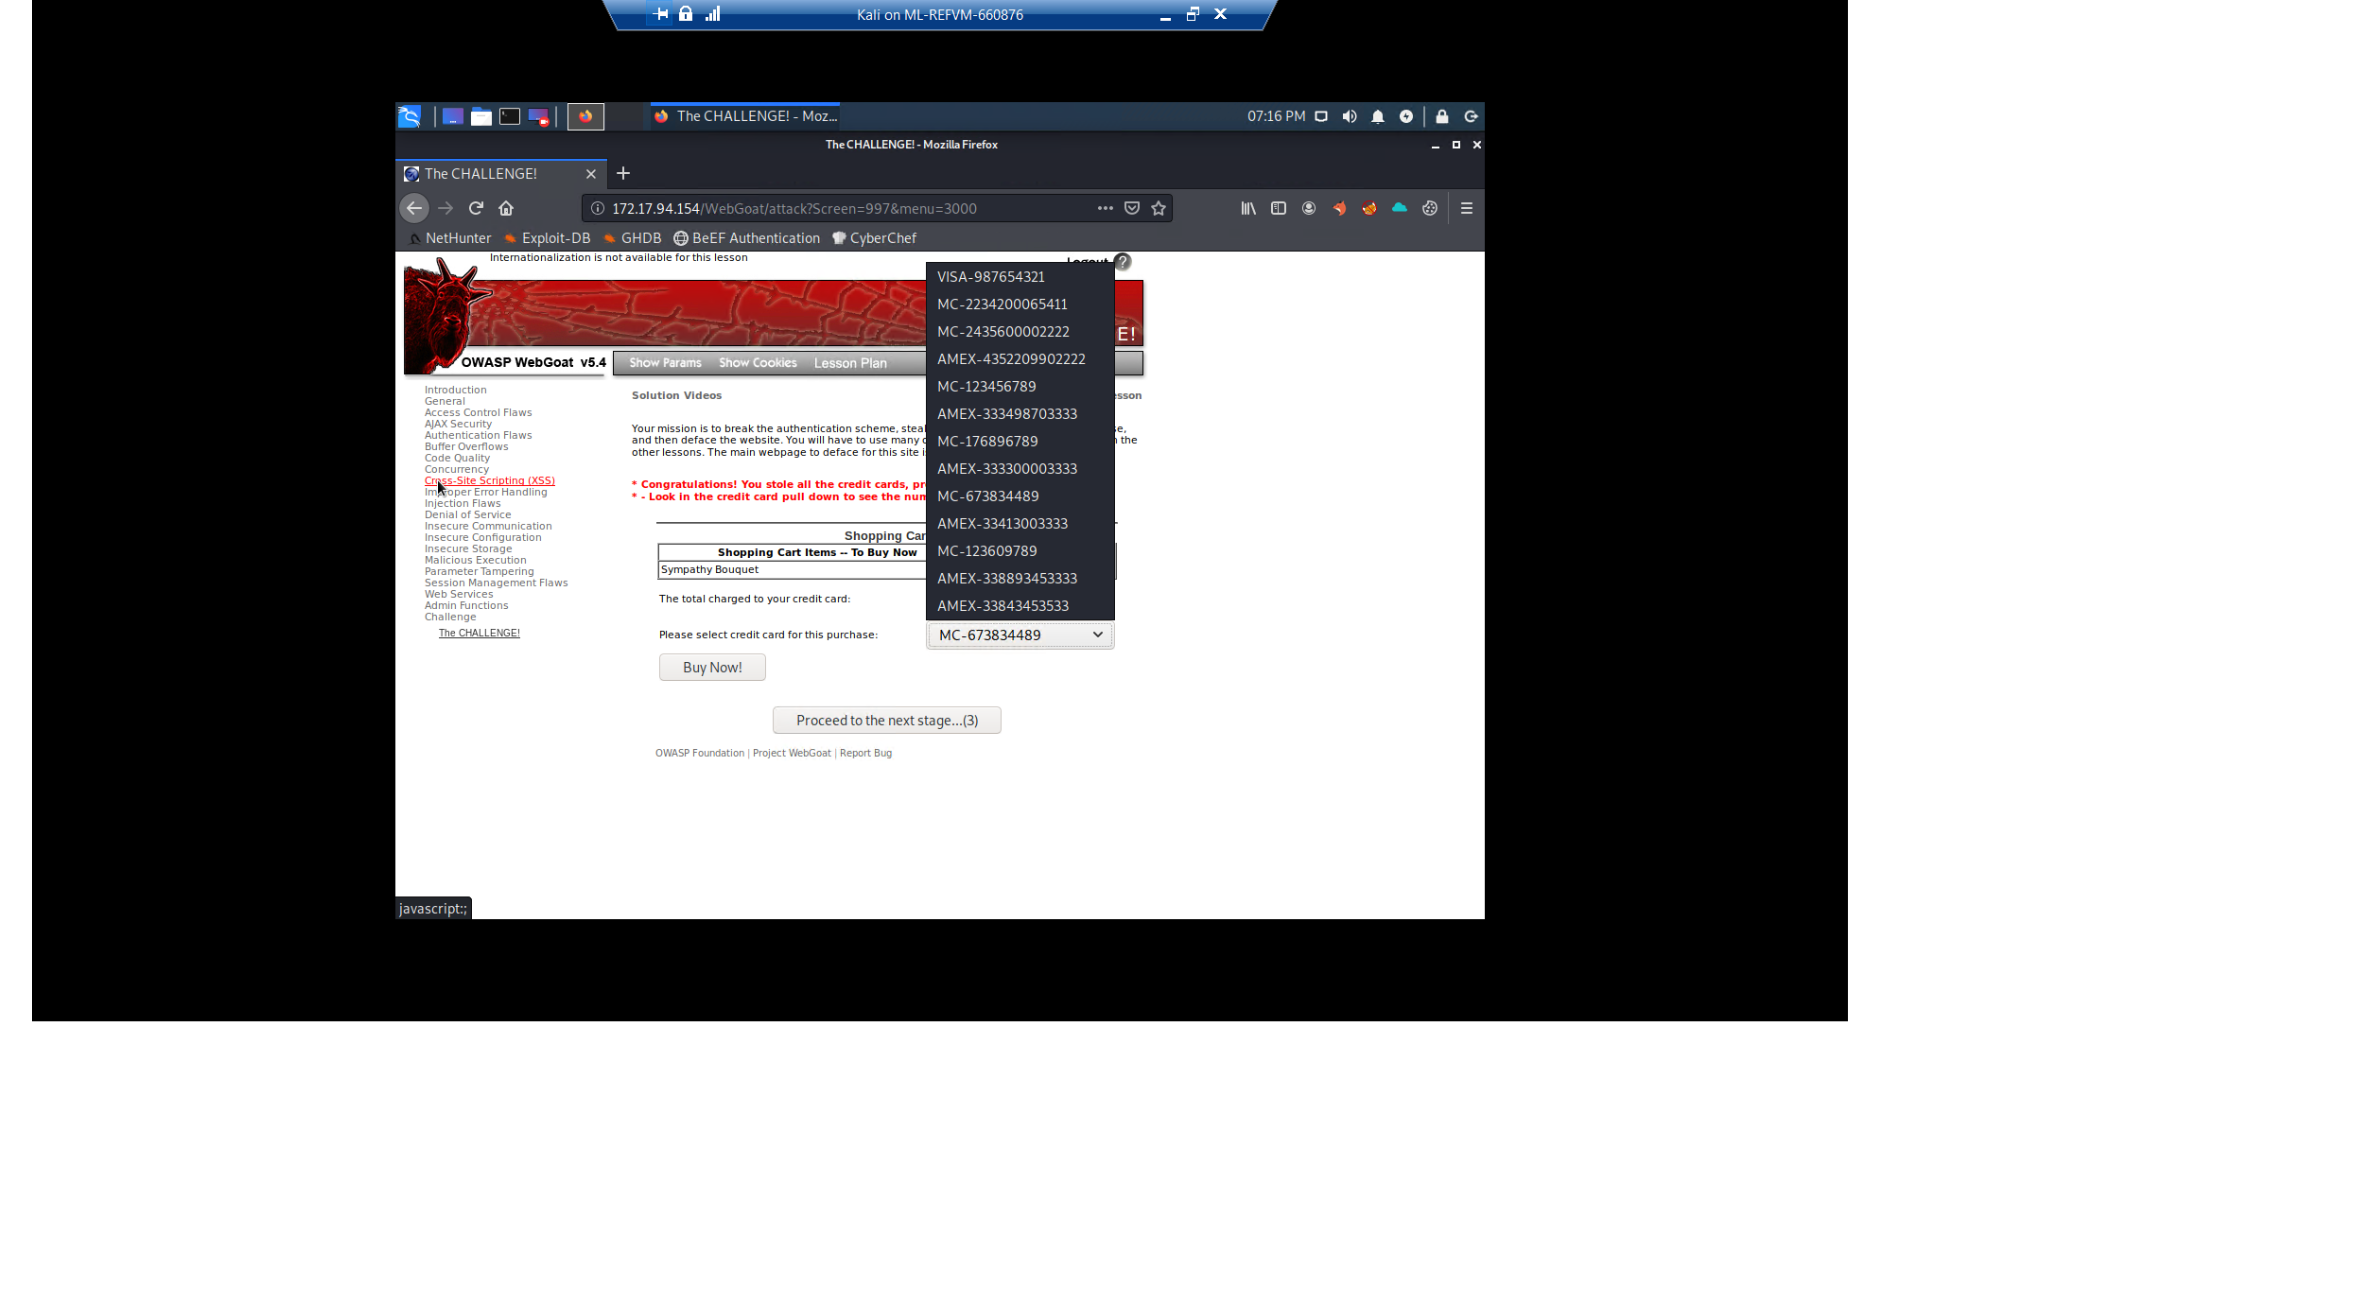 Kali on ML-REFVM-660876
The CHALLENGE! - Moz...
07:16 PM
The CHALLENGE! - Mozilla Firefox
The CHALLENGE!
172.17.94.154/WebGoat/attack?Screen=997&menu=3000
NetHunter Exploit-DB GHDB BeEF Authentication CyberChef
Internationalization is not available for this lesson
Logout ?
E!
OWASP WebGoat v5.4
Show Params Show Cookies Lesson Plan
Introduction
General
Access Control Flaws
AJAX Security
Authentication Flaws
Buffer Overflows
Code Quality
Concurrency
Cross-Site Scripting (XSS)
Improper Error Handling
Injection Flaws
Denial of Service
Insecure Communication
Insecure Configuration
Insecure Storage
Malicious Execution
Parameter Tampering
Session Management Flaws
Web Services
Admin Functions
Challenge
The CHALLENGE!
Solution Videos
Your mission is to break the authentication scheme, steal
and then deface the website. You will have to use many the
other lessons. The main webpage to deface for this site
* Congratulations! You stole all the credit cards,
* - Look in the credit card pull down to see the
Shopping
Shopping Cart Items -- To Buy Now
Sympathy Bouquet
The total charged to your credit card:
Please select credit card for this purchase:
VISA-987654321
MC-2234200065411
MC-2435600002222
AMEX-4352209902222
MC-123456789
AMEX-333498703333
MC-176896789
AMEX-333300003333
MC-673834489
AMEX-33413003333
MC-123609789
AMEX-338893453333
AMEX-33843453533
MC-673834489
Buy Now!
Proceed to the next stage...(3)
OWASP Foundation | Project WebGoat | Report Bug
javascript:;